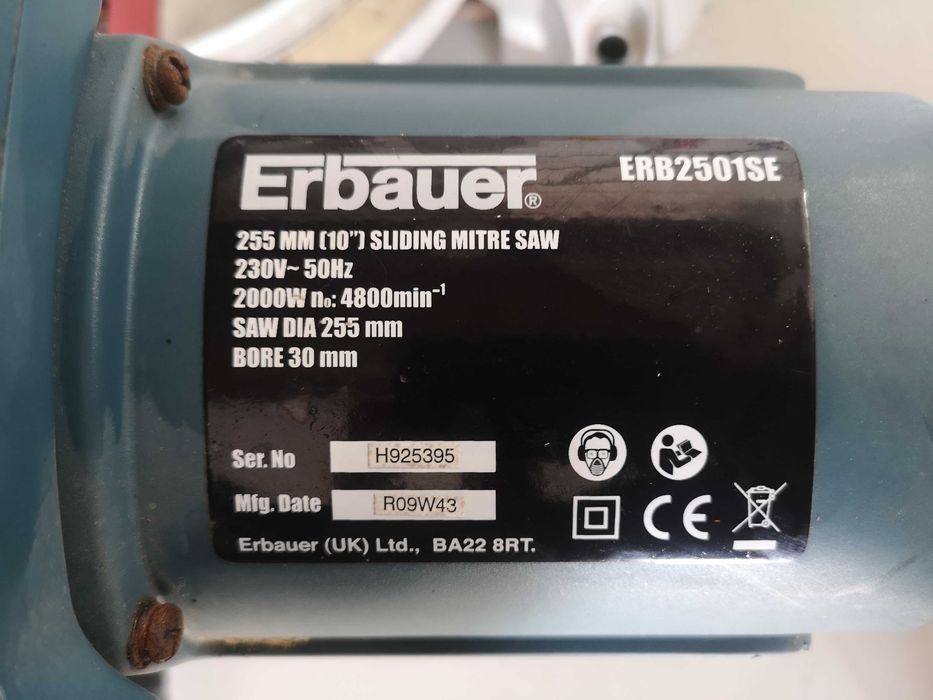 Erbauer® ERB2501SE
255 MM (10”) SLIDING MITRE SAW
230V~ 50Hz
2000W n₀: 4800min⁻¹
SAW DIA 255 mm
BORE 30 mm
Ser. No H925395
Mfg. Date R09W43
CE
Erbauer (UK) Ltd., BA22 8RT.